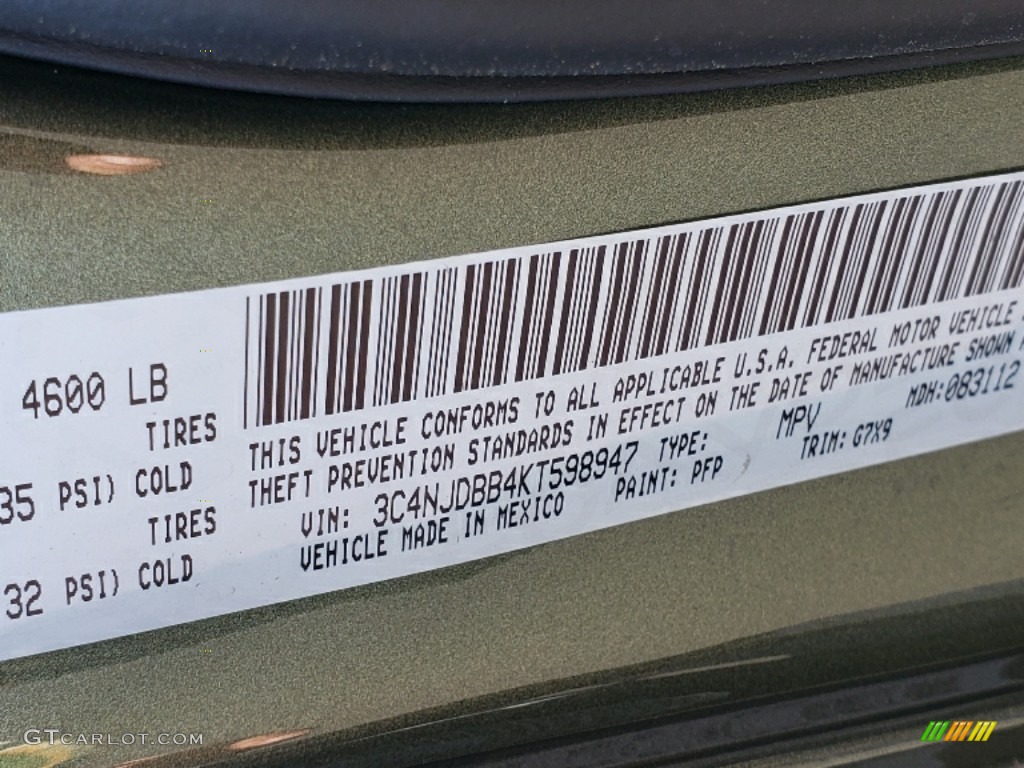 4600 LB
TIRES
35 PSI) COLD
TIRES
32 PSI) COLD
THIS VEHICLE CONFORMS TO ALL APPLICABLE U.S.A. FEDERAL MOTOR VEHICLE
THEFT PREVENTION STANDARDS IN EFFECT ON THE DATE OF MANUFACTURE SHOWN
VIN: 3C4NJDBB4KT598947 TYPE: MPV MDH:083112
VEHICLE MADE IN MEXICO PAINT: PFP TRIM: G7X9
GTCARLOT.COM